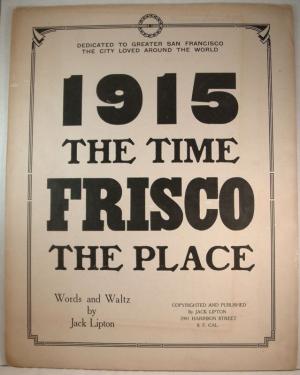 DEDICATED TO GREATER SAN FRANCISCO
THE CITY LOVED AROUND THE WORLD
1915
THE TIME
FRISCO
THE PLACE
Words and Waltz
by
Jack Lipton
COPYRIGHTED AND PUBLISHED
By JACK LIPTON
HARRISON STREET
S. F. CAL.